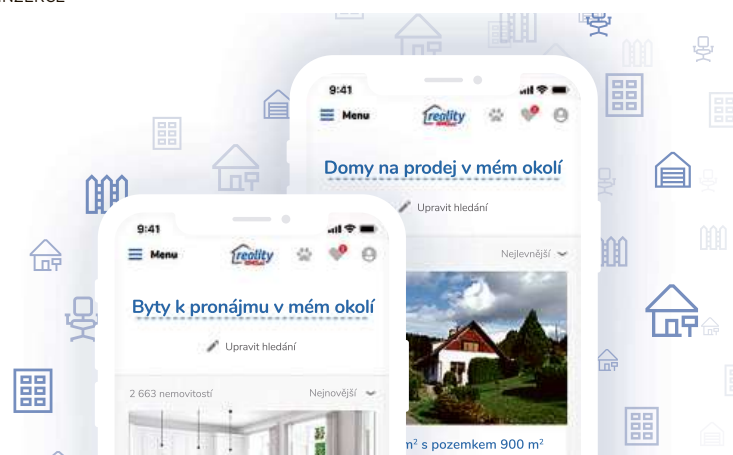 9:41
Menu
reality
Domy na prodej v mém okolí
Upravit hledání
Nejlevnější
m² s pozemkem 900 m²
9:41
Menu
reality
Byty k pronájmu v mém okolí
Upravit hledání
2 663 nemovitostí
Nejnovější